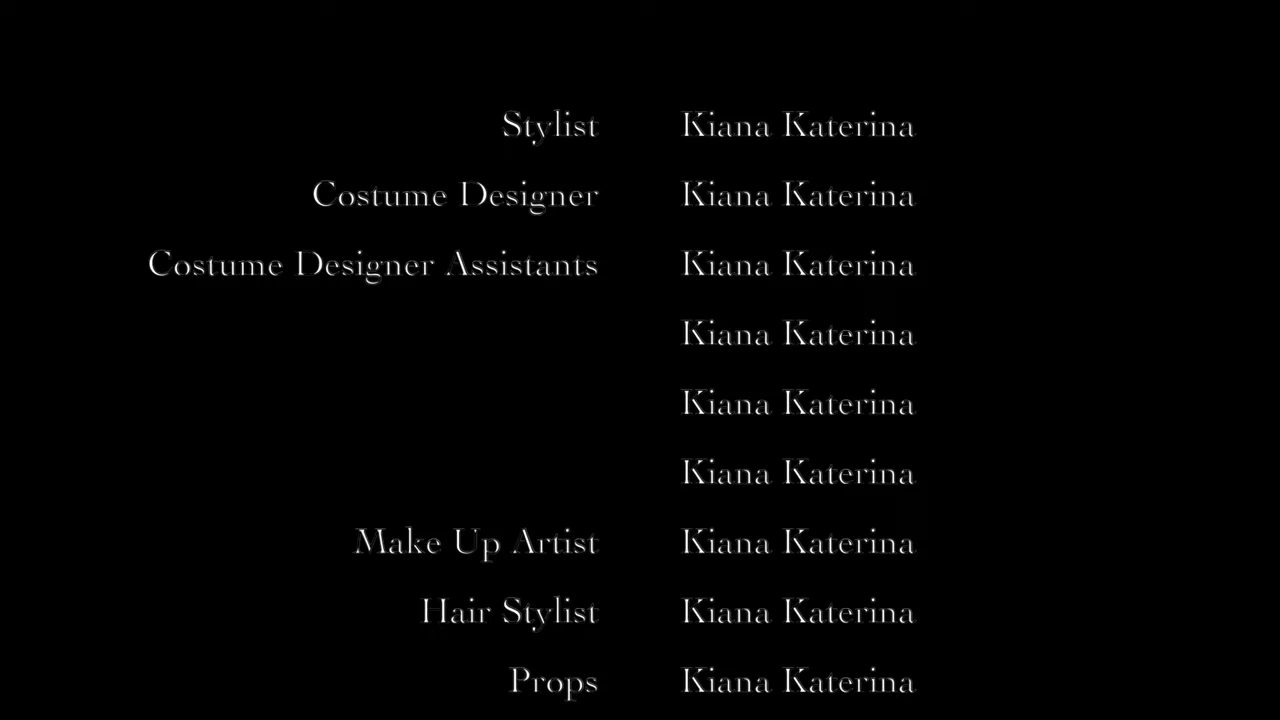 Stylist Kiana Katerina
Costume Designer Kiana Katerina
Costume Designer Assistants Kiana Katerina
Kiana Katerina
Kiana Katerina
Kiana Katerina
Make Up Artist Kiana Katerina
Hair Stylist Kiana Katerina
Props Kiana Katerina